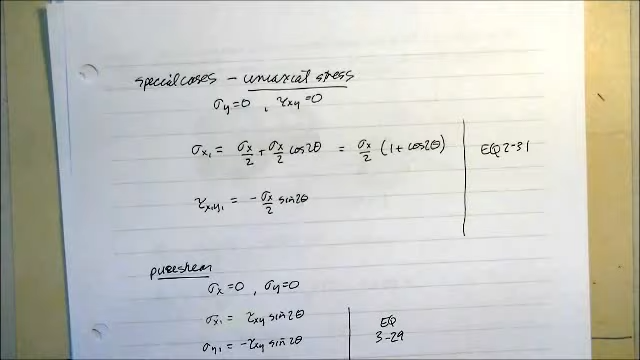 special cases - uniaxial stress
σy=0 , τxy=0
σx₁ = σx/2 + σx/2 cos2θ = σx/2 (1 + cos2θ) EQ 2-31
τx₁y₁ = - σx/2 sin2θ
pure shear
σx=0 , σy=0
σx₁ = τxy sin2θ EQ
σy₁ = -τxy sin2θ 3-29